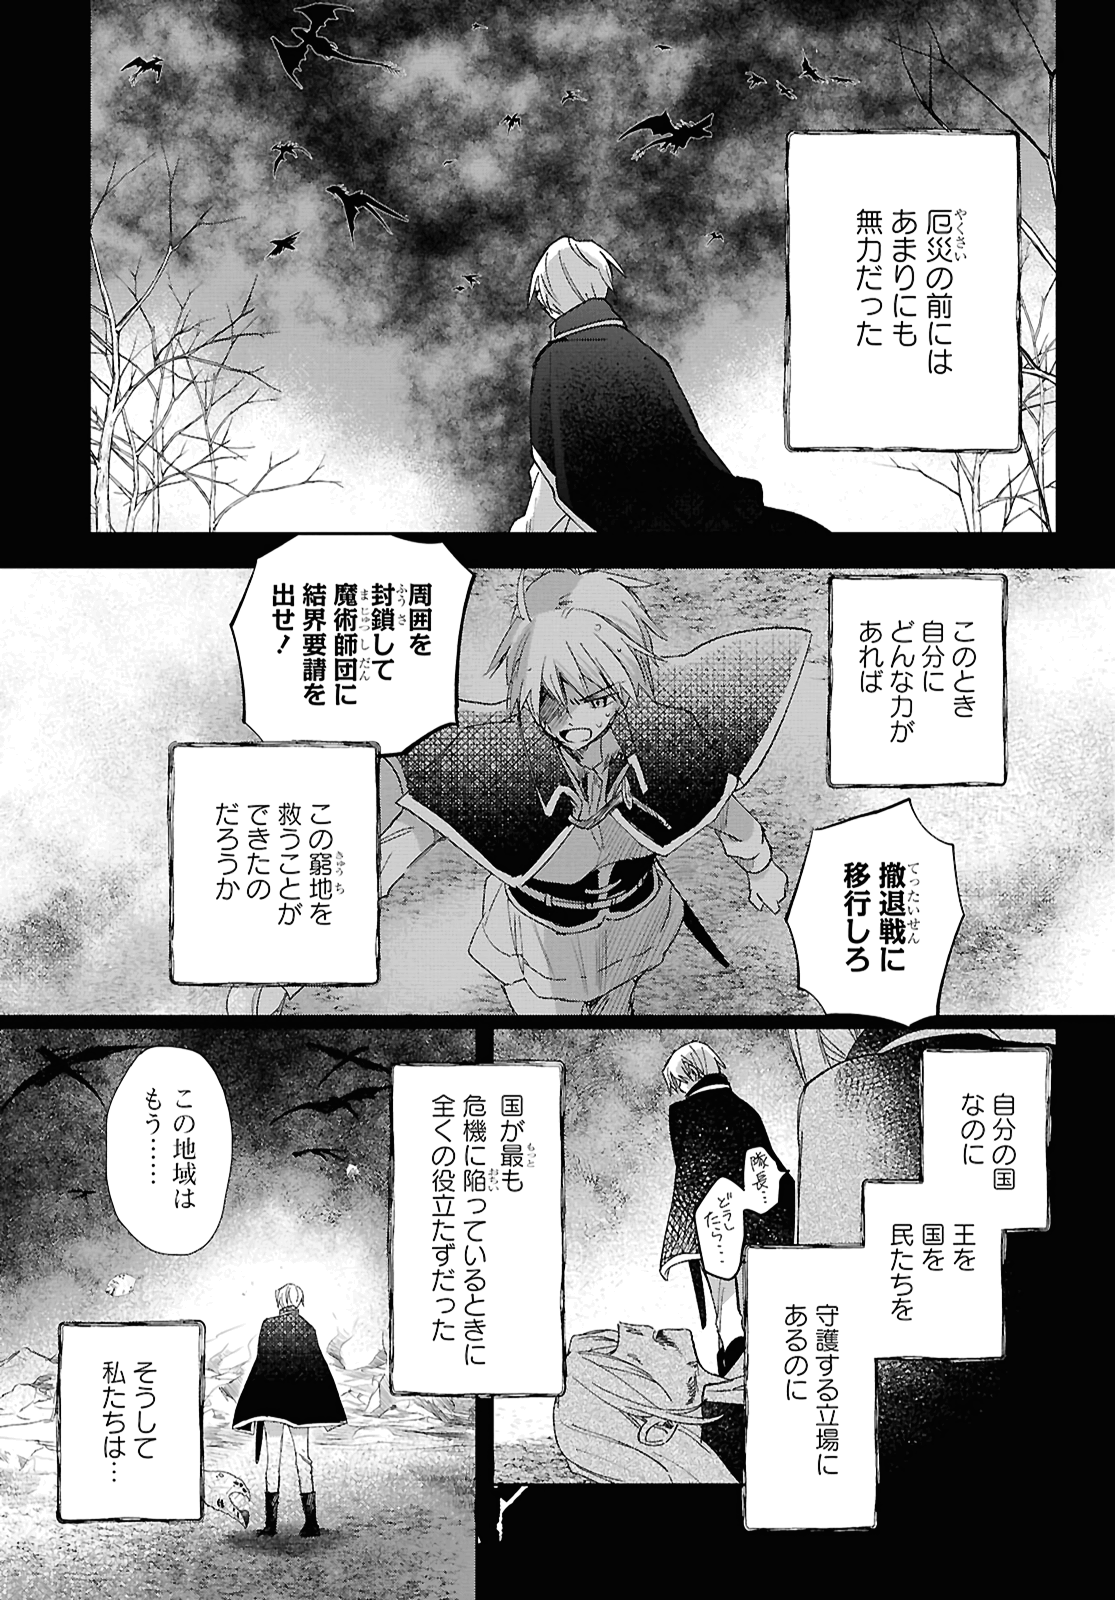 厄災の前には
あまりにも
無力だった
このとき
自分に
どんな力が
あれば
周囲を
封鎖して
魔術師団に
結界要請を
出せ!
この窮地を
救うことが
できたの
だろうか
撤退戦に
移行しろ
自分の国
なのに
王を
国を
民たちを
守護する立場に
あるのに
隊長…
どうし
たら…
国が最も
危機に陥っているときに
全くの役立たずだった
この地域は
もう……
そうして
私たちは…